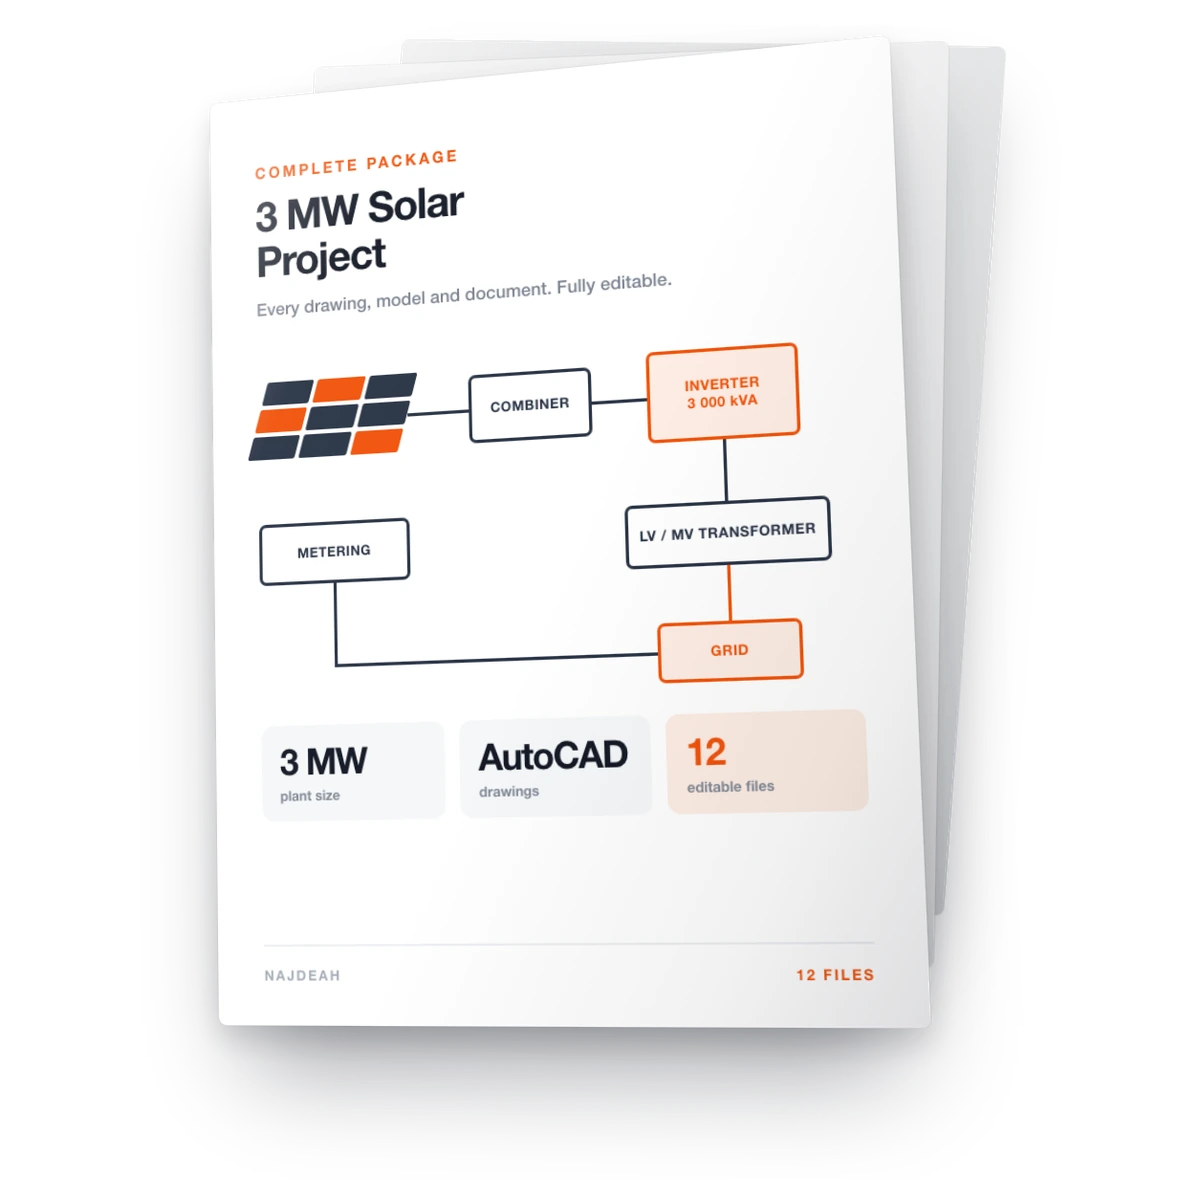 COMPLETE PACKAGE
3 MW Solar
Project
Every drawing, model and document. Fully editable.
COMBINER
INVERTER
3 000 kVA
METERING
LV / MV TRANSFORMER
GRID
3 MW
plant size
AutoCAD
drawings
12
editable files
NAJDEAH
12 FILES